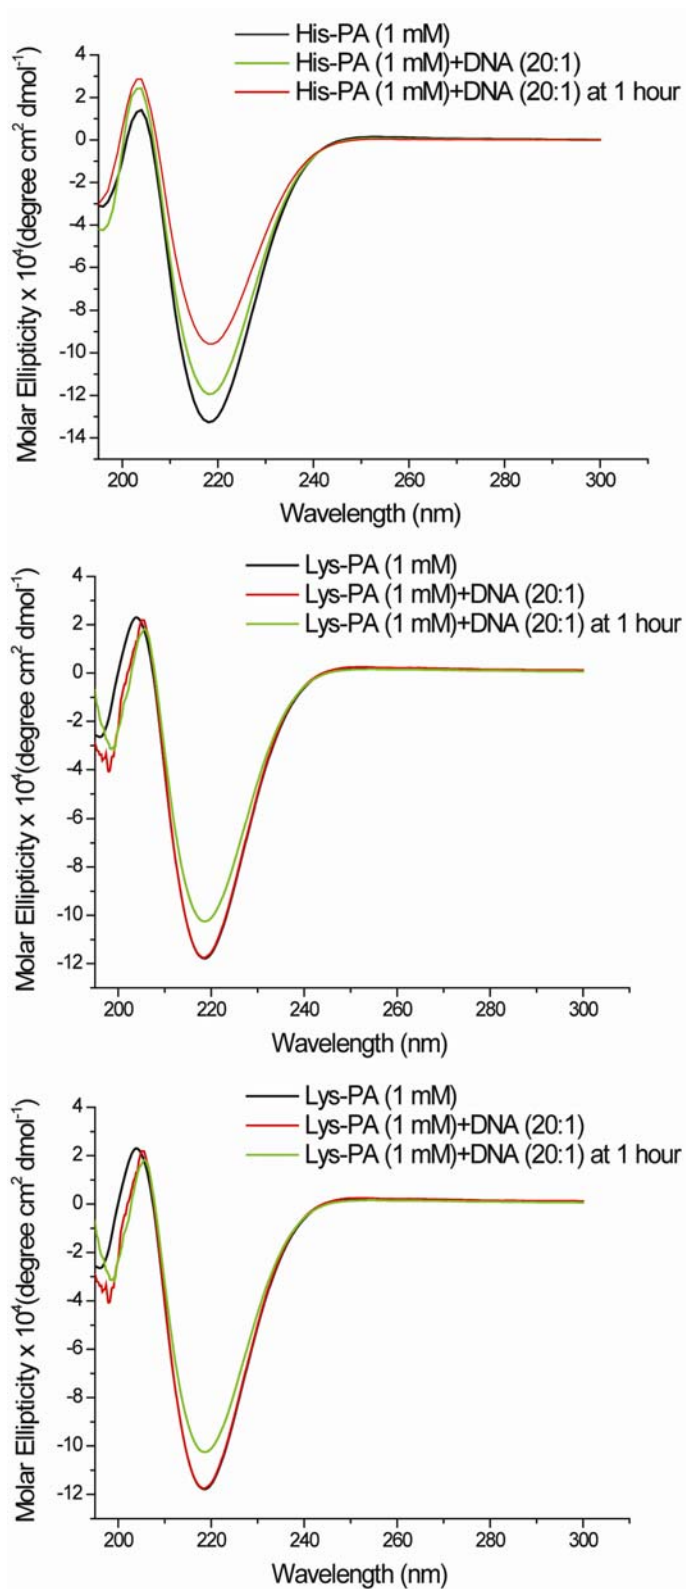 His-PA (1 mM)
His-PA (1 mM)+DNA (20:1)
His-PA (1 mM)+DNA (20:1) at 1 hour
4
2
0
-2
-4
-6
-8
-10
-12
-14
Molar Ellipticity x 10⁴(degree cm² dmol⁻¹)
200 220 240 260 280 300
Wavelength (nm)
Lys-PA (1 mM)
Lys-PA (1 mM)+DNA (20:1)
Lys-PA (1 mM)+DNA (20:1) at 1 hour
4
2
0
-2
-4
-6
-8
-10
-12
Molar Ellipticity x 10⁴(degree cm² dmol⁻¹)
200 220 240 260 280 300
Wavelength (nm)
Lys-PA (1 mM)
Lys-PA (1 mM)+DNA (20:1)
Lys-PA (1 mM)+DNA (20:1) at 1 hour
4
2
0
-2
-4
-6
-8
-10
-12
Molar Ellipticity x 10⁴(degree cm² dmol⁻¹)
200 220 240 260 280 300
Wavelength (nm)